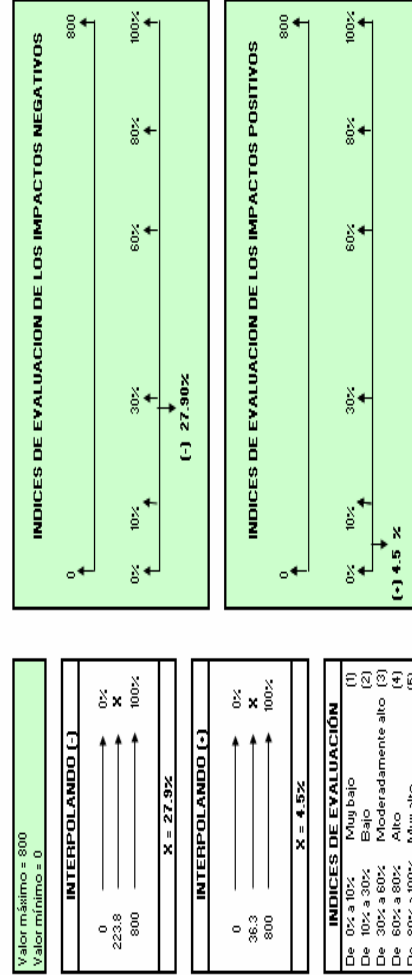 Valor máximo = 800
Valor mínimo = 0
INTERPOLANDO (-)
0 0%
223.8 X
800 100%
X = 27.9%
INTERPOLANDO (+)
0 0%
36.3 X
800 100%
X = 4.5%
INDICES DE EVALUACIÓN
De 0% a 10% Muy bajo (1)
De 10% a 30% Bajo (2)
De 30% a 60% Moderadamente alto (3)
De 60% a 80% Alto (4)
De 80% a 100% Muy alto (5)
INDICES DE EVALUACION DE LOS IMPACTOS NEGATIVOS
0 800
0% 10% 30% 60% 80% 100%
(-) 27.90%
INDICES DE EVALUACION DE LOS IMPACTOS POSITIVOS
0 800
0% 10% 30% 60% 80% 100%
(+) 4.5 %